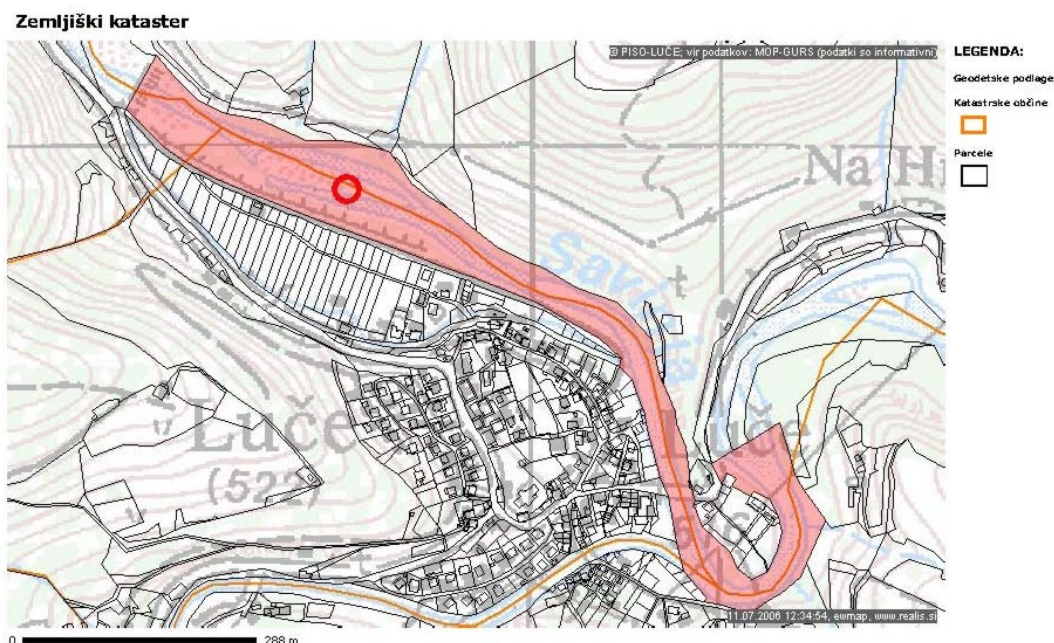 Zemljiški kataster
© PISO-LUČE; vir podatkov: MOP-GURS (podatki so informativni)
LEGENDA:
Geodetske podlage
Katastrske občine
Parcele
Na
Luče
(522)
Luče
11.07.2006 12:34:54, ewmap, www.realis.si
0 288 m